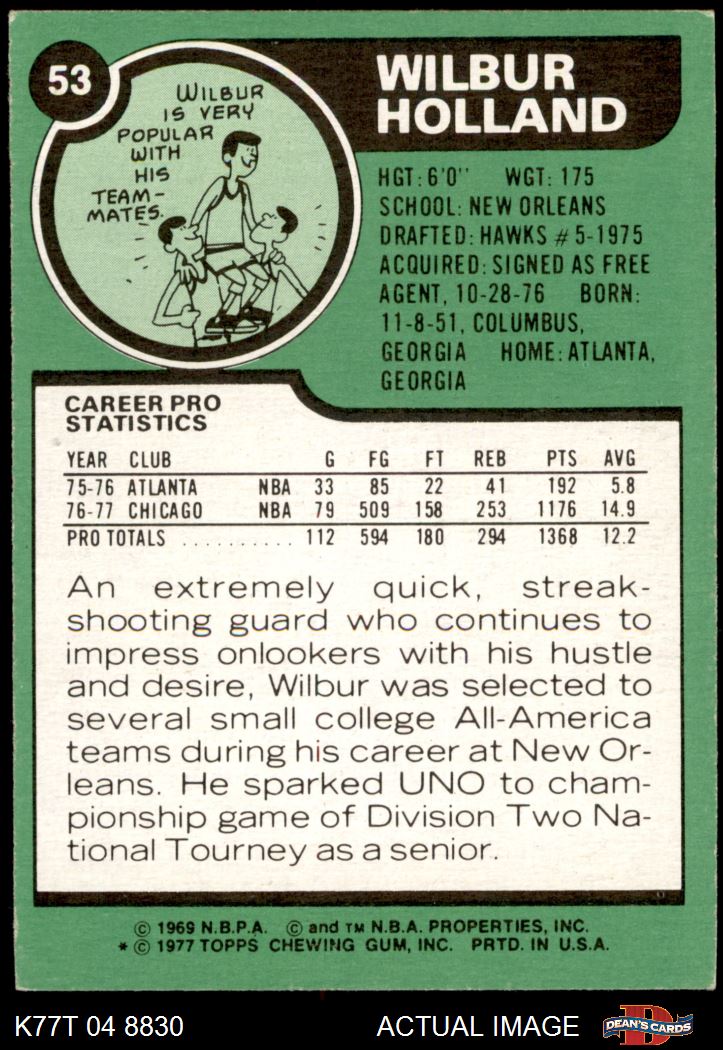 53
WILBUR
HOLLAND
WILBUR
IS VERY
POPULAR
WITH
HIS
TEAM-
MATES.
HGT: 6'0" WGT: 175
SCHOOL: NEW ORLEANS
DRAFTED: HAWKS #5-1975
ACQUIRED: SIGNED AS FREE
AGENT, 10-28-76 BORN:
11-8-51, COLUMBUS,
GEORGIA HOME: ATLANTA,
GEORGIA
CAREER PRO
STATISTICS
YEAR CLUB G FG FT REB PTS AVG
75-76 ATLANTA NBA 33 85 22 41 192 5.8
76-77 CHICAGO NBA 79 509 158 253 1176 14.9
PRO TOTALS .......... 112 594 180 294 1368 12.2
An extremely quick, streak-
shooting guard who continues to
impress onlookers with his hustle
and desire, Wilbur was selected to
several small college All-America
teams during his career at New Or-
leans. He sparked UNO to cham-
pionship game of Division Two Na-
tional Tourney as a senior.
© 1969 N.B.P.A. © and TM N.B.A. PROPERTIES, INC.
* © 1977 TOPPS CHEWING GUM, INC. PRTD. IN U.S.A.
K77T 04 8830 ACTUAL IMAGE D DEAN'S CARDS